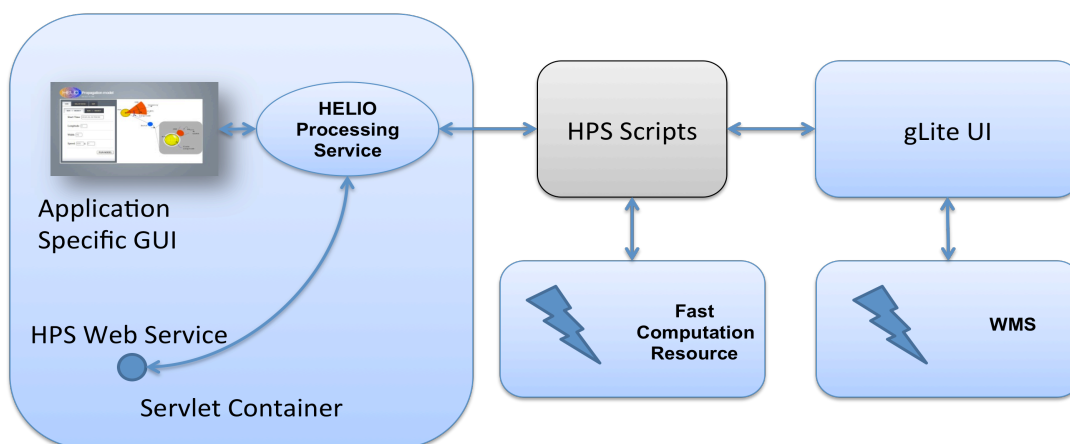 HELIO
Processing
Service
HPS Scripts
gLite UI
Application
Specific GUI
HPS Web Service
Servlet Container
Fast
Computation
Resource
WMS